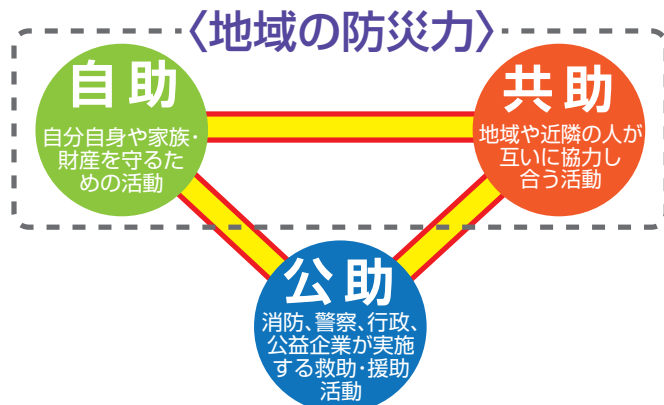 〈地域の防災力〉
自助
自分自身や家族・
財産を守るた
めの活動
共助
地域や近隣の人が
互いに協力し
合う活動
公助
消防、警察、行政、
公益企業が実施
する救助・援助
活動